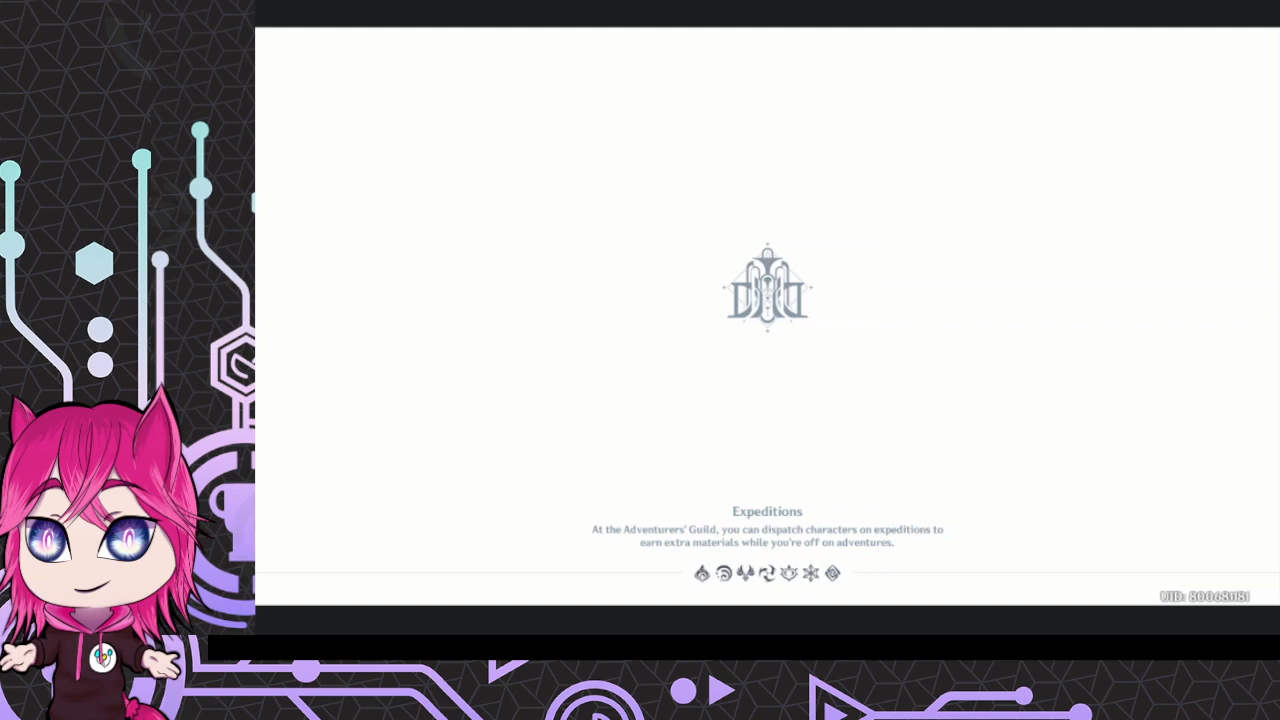 Expeditions
At the Adventurers' Guild, you can dispatch characters on expeditions to
earn extra materials while you're off on adventures.